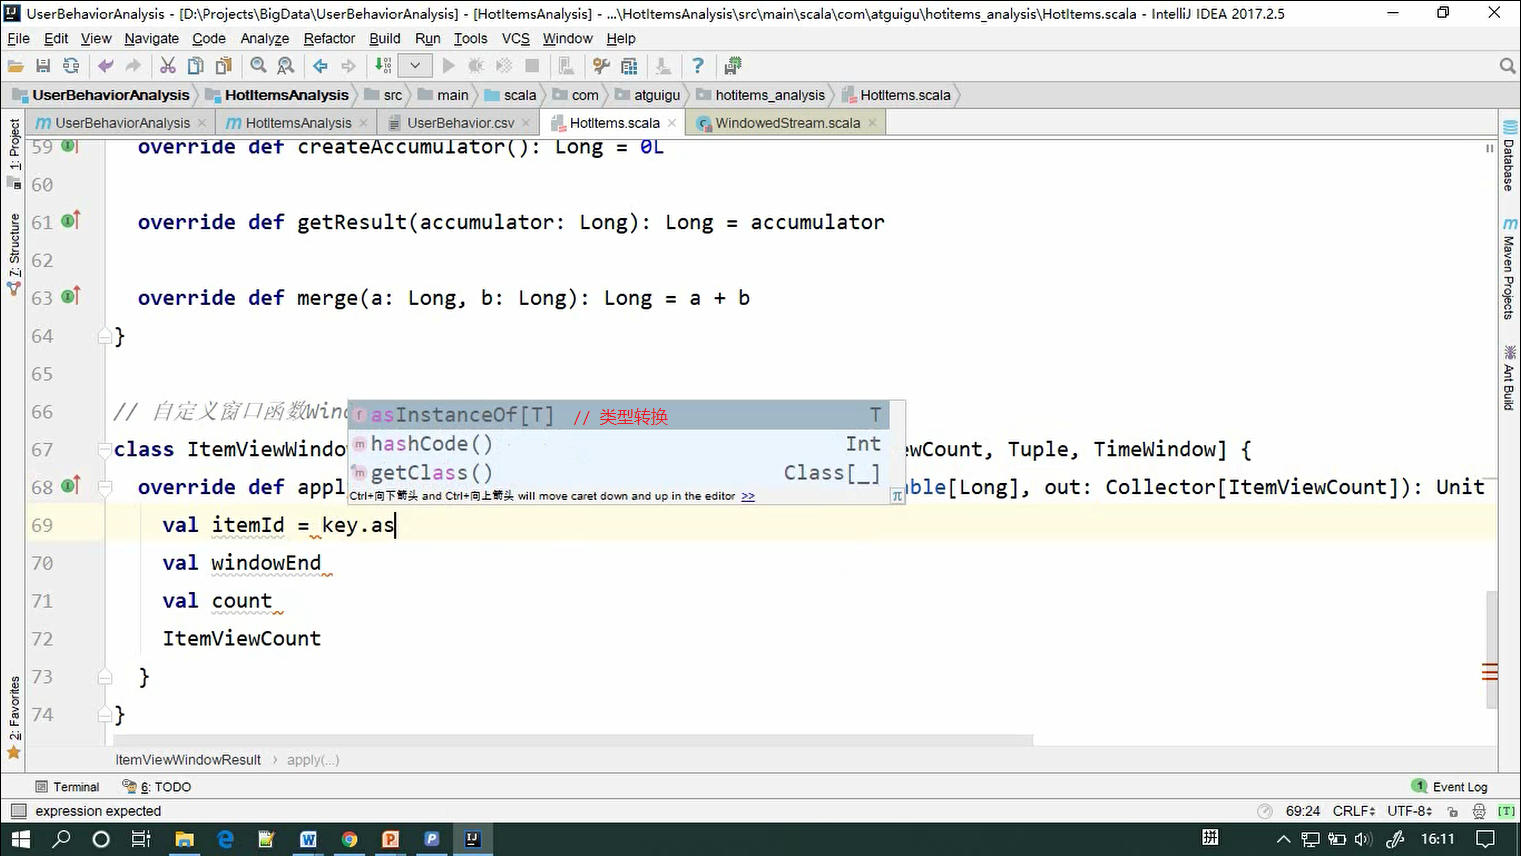 UserBehaviorAnalysis - [D:\Projects\BigData\UserBehaviorAnalysis] - [HotItemsAnalysis] - ...\HotItemsAnalysis\src\main\scala\com\atguigu\hotitems_analysis\HotItems.scala - IntelliJ IDEA 2017.2.5
File Edit View Navigate Code Analyze Refactor Build Run Tools VCS Window Help
UserBehaviorAnalysis HotItemsAnalysis src main scala com atguigu hotitems_analysis HotItems.scala
UserBehaviorAnalysis HotItemsAnalysis UserBehavior.csv HotItems.scala WindowedStream.scala
1: Project
7: Structure
2: Favorites
Database
Maven Projects
Ant Build
59 override def createAccumulator(): Long = 0L
60
61 override def getResult(accumulator: Long): Long = accumulator
62
63 override def merge(a: Long, b: Long): Long = a + b
64 }
65
66 // 自定义窗口函数Wind
asInstanceOf[T] // 类型转换 T
hashCode() Int
getClass() Class[_]
Ctrl+向下箭头 and Ctrl+向上箭头 will move caret down and up in the editor >> π
67 class ItemViewWindo ewCount, Tuple, TimeWindow] {
68 override def appl able[Long], out: Collector[ItemViewCount]): Unit
69 val itemId = key.as
70 val windowEnd
71 val count
72 ItemViewCount
73 }
74 }
ItemViewWindowResult › apply(...)
Terminal 6: TODO 1 Event Log
expression expected 69:24 CRLF UTF-8 [T]
拼 16:11